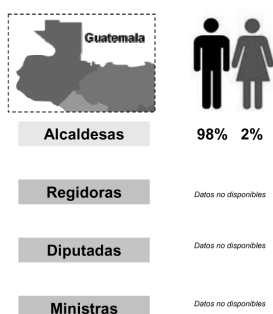 Guatemala
Alcaldesas 98% 2%
Regidoras Datos no disponibles
Diputadas Datos no disponibles
Ministras Datos no disponibles